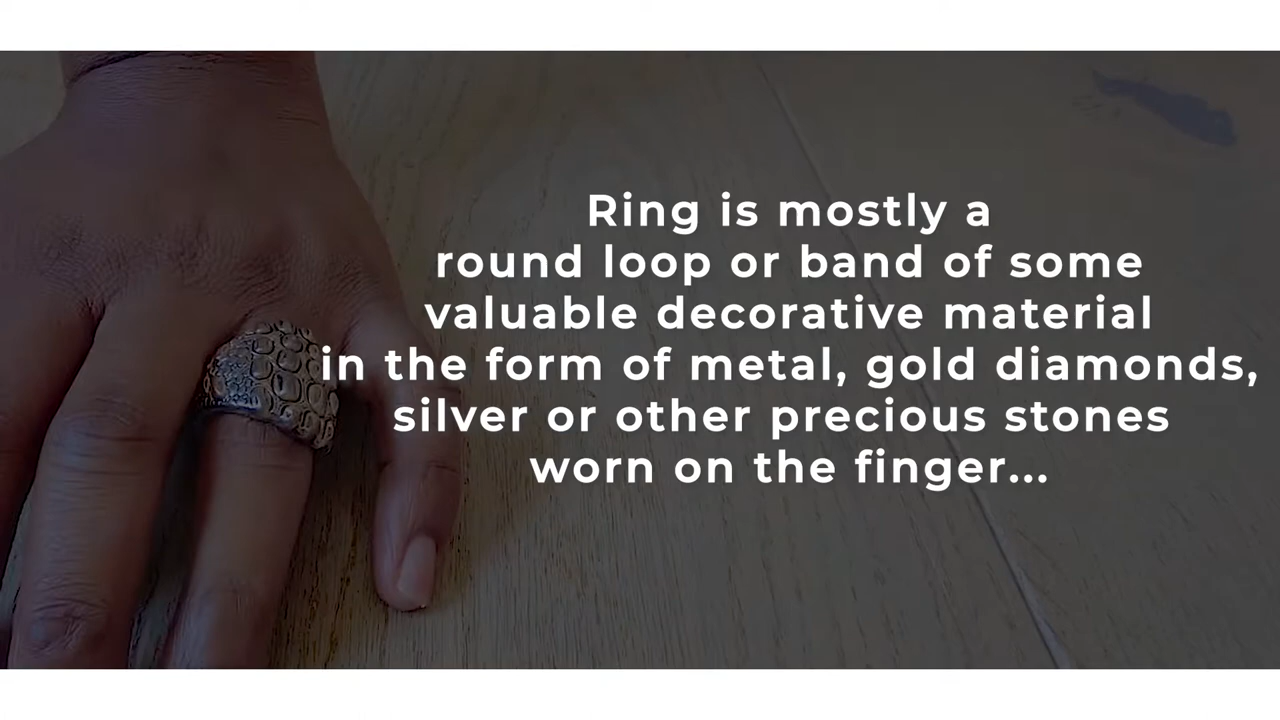 Ring is mostly a
round loop or band of some
valuable decorative material
in the form of metal, gold diamonds,
silver or other precious stones
worn on the finger...